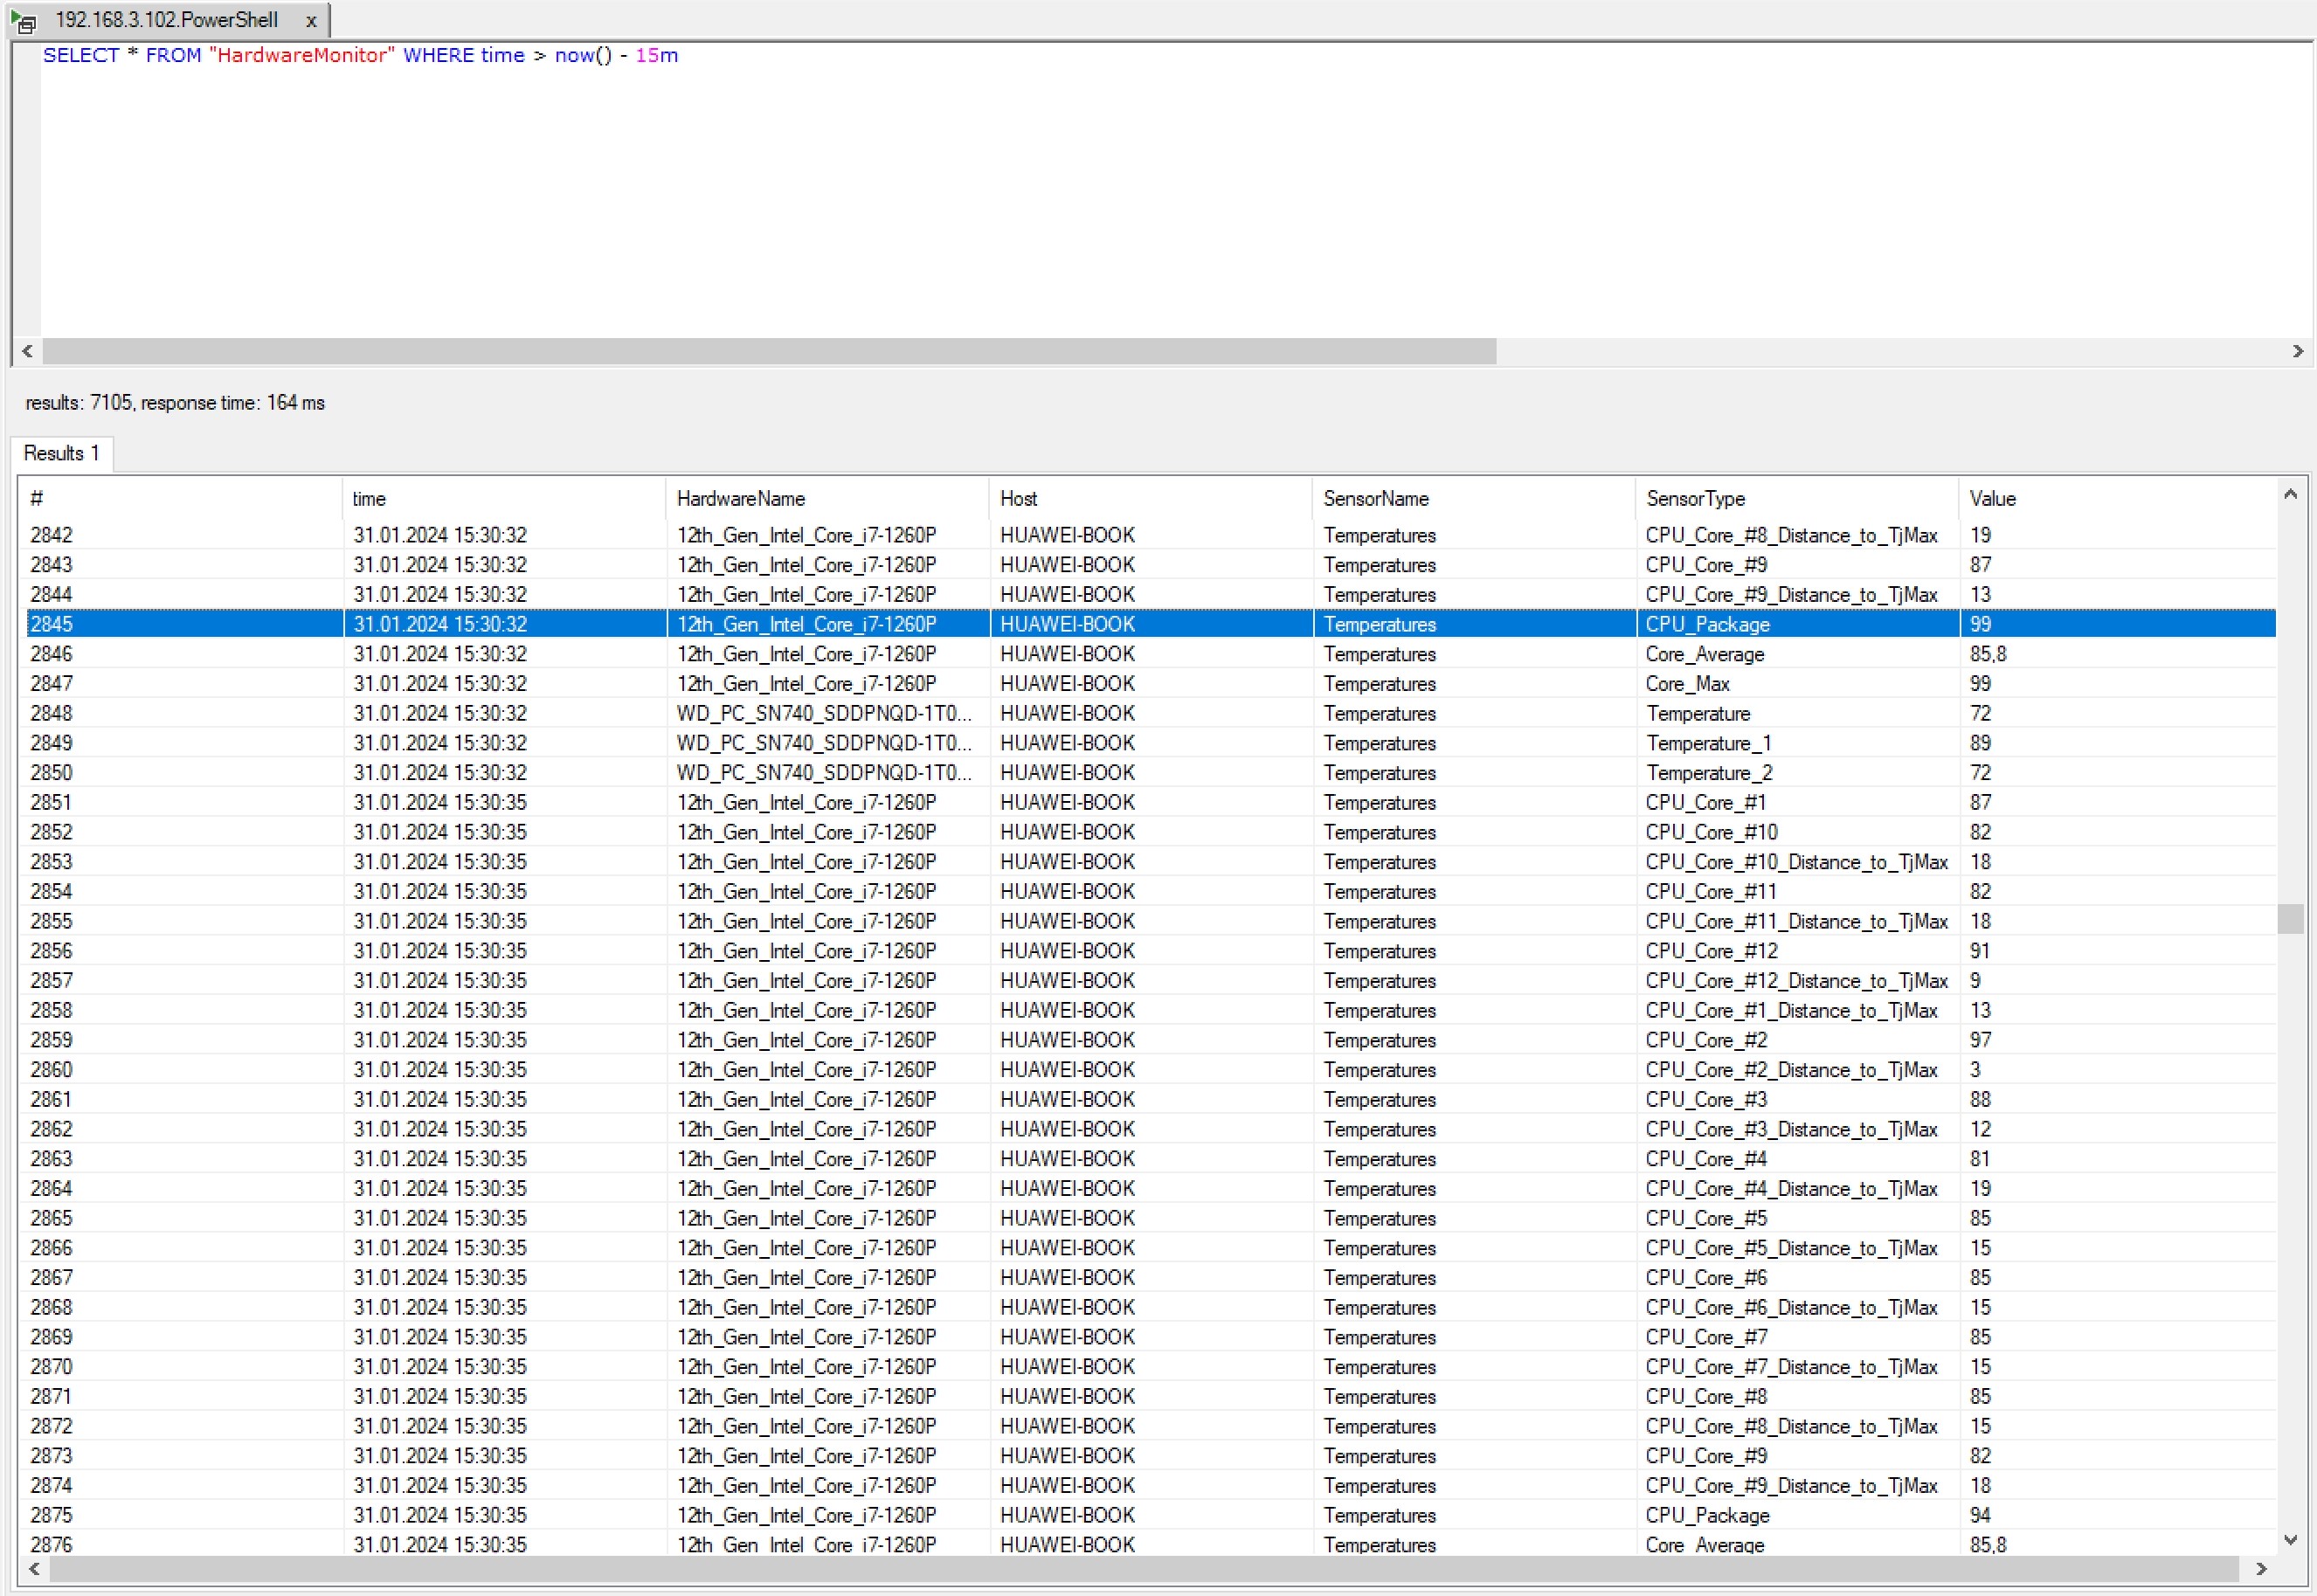 192.168.3.102.PowerShell x
SELECT * FROM "HardwareMonitor" WHERE time > now() - 15m
results: 7105, response time: 164 ms
Results 1
# time HardwareName Host SensorName SensorType Value
2842 31.01.2024 15:30:32 12th_Gen_Intel_Core_i7-1260P HUAWEI-BOOK Temperatures CPU_Core_#8_Distance_to_TjMax 19
2843 31.01.2024 15:30:32 12th_Gen_Intel_Core_i7-1260P HUAWEI-BOOK Temperatures CPU_Core_#9 87
2844 31.01.2024 15:30:32 12th_Gen_Intel_Core_i7-1260P HUAWEI-BOOK Temperatures CPU_Core_#9_Distance_to_TjMax 13
2845 31.01.2024 15:30:32 12th_Gen_Intel_Core_i7-1260P HUAWEI-BOOK Temperatures CPU_Package 99
2846 31.01.2024 15:30:32 12th_Gen_Intel_Core_i7-1260P HUAWEI-BOOK Temperatures Core_Average 85,8
2847 31.01.2024 15:30:32 12th_Gen_Intel_Core_i7-1260P HUAWEI-BOOK Temperatures Core_Max 99
2848 31.01.2024 15:30:32 WD_PC_SN740_SDDPNQD-1T0... HUAWEI-BOOK Temperatures Temperature 72
2849 31.01.2024 15:30:32 WD_PC_SN740_SDDPNQD-1T0... HUAWEI-BOOK Temperatures Temperature_1 89
2850 31.01.2024 15:30:32 WD_PC_SN740_SDDPNQD-1T0... HUAWEI-BOOK Temperatures Temperature_2 72
2851 31.01.2024 15:30:35 12th_Gen_Intel_Core_i7-1260P HUAWEI-BOOK Temperatures CPU_Core_#1 87
2852 31.01.2024 15:30:35 12th_Gen_Intel_Core_i7-1260P HUAWEI-BOOK Temperatures CPU_Core_#10 82
2853 31.01.2024 15:30:35 12th_Gen_Intel_Core_i7-1260P HUAWEI-BOOK Temperatures CPU_Core_#10_Distance_to_TjMax 18
2854 31.01.2024 15:30:35 12th_Gen_Intel_Core_i7-1260P HUAWEI-BOOK Temperatures CPU_Core_#11 82
2855 31.01.2024 15:30:35 12th_Gen_Intel_Core_i7-1260P HUAWEI-BOOK Temperatures CPU_Core_#11_Distance_to_TjMax 18
2856 31.01.2024 15:30:35 12th_Gen_Intel_Core_i7-1260P HUAWEI-BOOK Temperatures CPU_Core_#12 91
2857 31.01.2024 15:30:35 12th_Gen_Intel_Core_i7-1260P HUAWEI-BOOK Temperatures CPU_Core_#12_Distance_to_TjMax 9
2858 31.01.2024 15:30:35 12th_Gen_Intel_Core_i7-1260P HUAWEI-BOOK Temperatures CPU_Core_#1_Distance_to_TjMax 13
2859 31.01.2024 15:30:35 12th_Gen_Intel_Core_i7-1260P HUAWEI-BOOK Temperatures CPU_Core_#2 97
2860 31.01.2024 15:30:35 12th_Gen_Intel_Core_i7-1260P HUAWEI-BOOK Temperatures CPU_Core_#2_Distance_to_TjMax 3
2861 31.01.2024 15:30:35 12th_Gen_Intel_Core_i7-1260P HUAWEI-BOOK Temperatures CPU_Core_#3 88
2862 31.01.2024 15:30:35 12th_Gen_Intel_Core_i7-1260P HUAWEI-BOOK Temperatures CPU_Core_#3_Distance_to_TjMax 12
2863 31.01.2024 15:30:35 12th_Gen_Intel_Core_i7-1260P HUAWEI-BOOK Temperatures CPU_Core_#4 81
2864 31.01.2024 15:30:35 12th_Gen_Intel_Core_i7-1260P HUAWEI-BOOK Temperatures CPU_Core_#4_Distance_to_TjMax 19
2865 31.01.2024 15:30:35 12th_Gen_Intel_Core_i7-1260P HUAWEI-BOOK Temperatures CPU_Core_#5 85
2866 31.01.2024 15:30:35 12th_Gen_Intel_Core_i7-1260P HUAWEI-BOOK Temperatures CPU_Core_#5_Distance_to_TjMax 15
2867 31.01.2024 15:30:35 12th_Gen_Intel_Core_i7-1260P HUAWEI-BOOK Temperatures CPU_Core_#6 85
2868 31.01.2024 15:30:35 12th_Gen_Intel_Core_i7-1260P HUAWEI-BOOK Temperatures CPU_Core_#6_Distance_to_TjMax 15
2869 31.01.2024 15:30:35 12th_Gen_Intel_Core_i7-1260P HUAWEI-BOOK Temperatures CPU_Core_#7 85
2870 31.01.2024 15:30:35 12th_Gen_Intel_Core_i7-1260P HUAWEI-BOOK Temperatures CPU_Core_#7_Distance_to_TjMax 15
2871 31.01.2024 15:30:35 12th_Gen_Intel_Core_i7-1260P HUAWEI-BOOK Temperatures CPU_Core_#8 85
2872 31.01.2024 15:30:35 12th_Gen_Intel_Core_i7-1260P HUAWEI-BOOK Temperatures CPU_Core_#8_Distance_to_TjMax 15
2873 31.01.2024 15:30:35 12th_Gen_Intel_Core_i7-1260P HUAWEI-BOOK Temperatures CPU_Core_#9 82
2874 31.01.2024 15:30:35 12th_Gen_Intel_Core_i7-1260P HUAWEI-BOOK Temperatures CPU_Core_#9_Distance_to_TjMax 18
2875 31.01.2024 15:30:35 12th_Gen_Intel_Core_i7-1260P HUAWEI-BOOK Temperatures CPU_Package 94
2876 31.01.2024 15:30:35 12th_Gen_Intel_Core_i7-1260P HUAWEI-BOOK Temperatures Core_Average 85,8